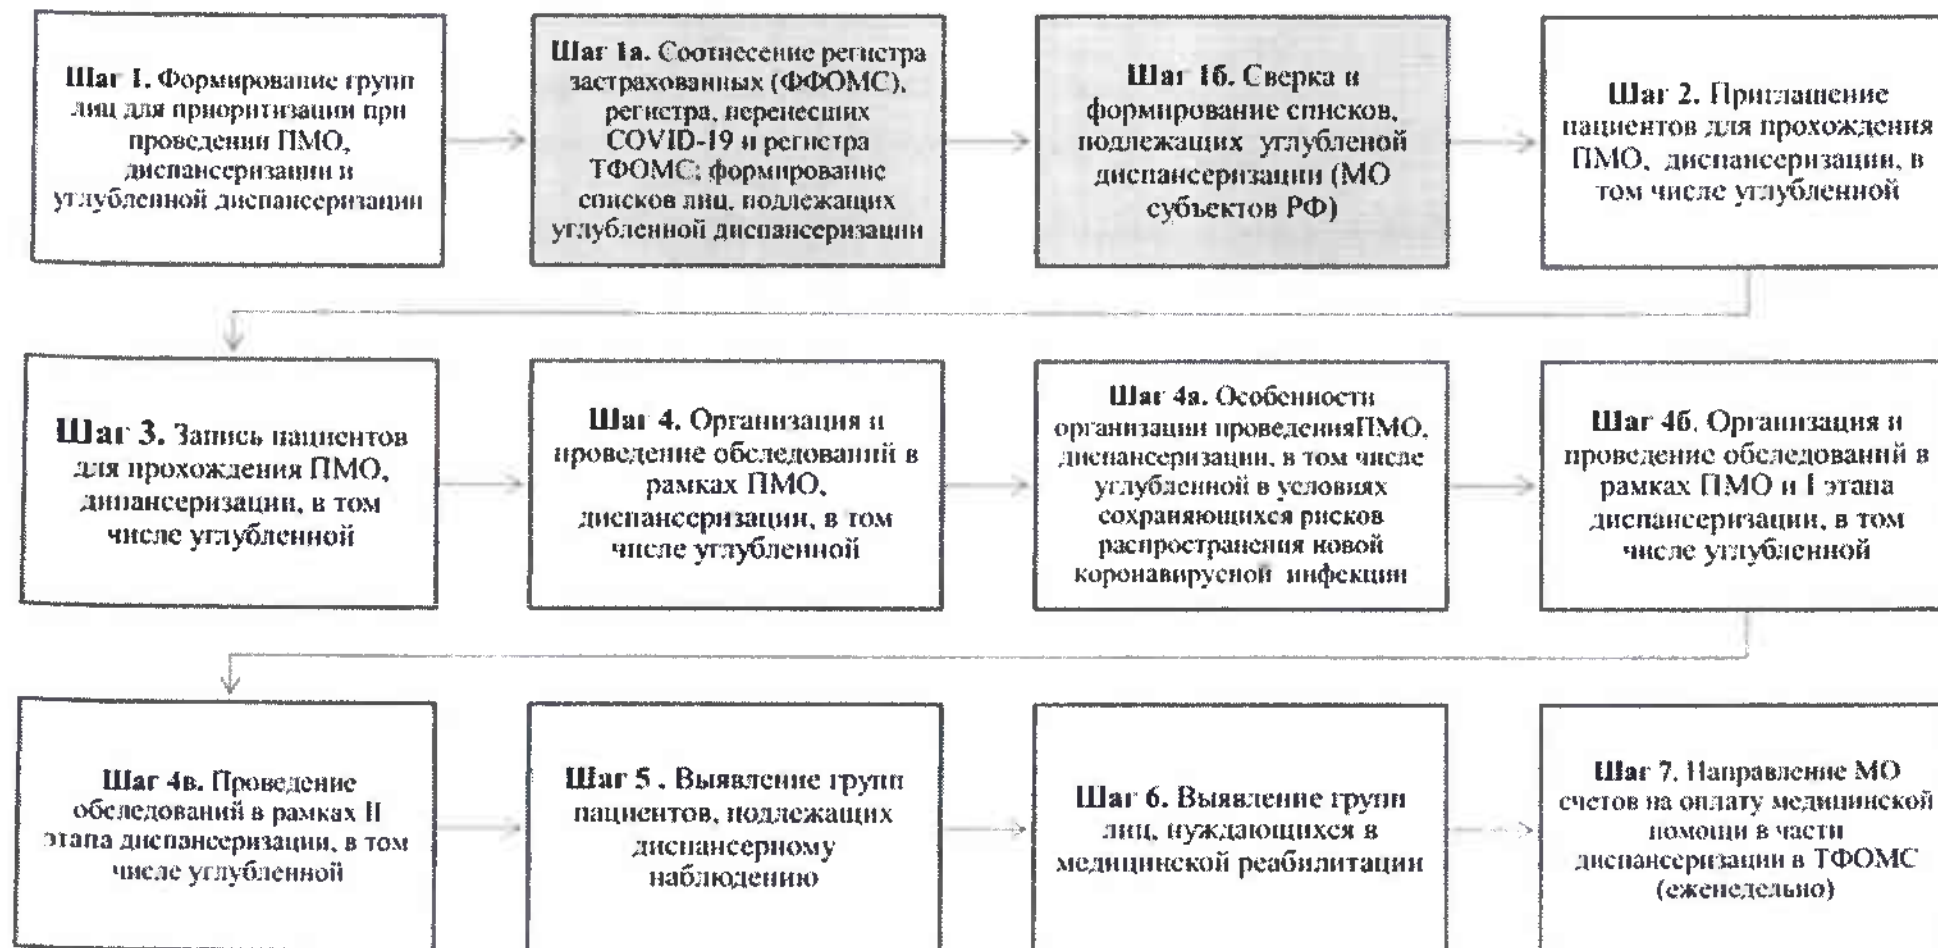 Шаг 1. Формирование групп
лиц для приоритизации при
проведении ПМО,
диспансеризации и
углубленной диспансеризации
Шаг 1а. Соотнесение регистра
застрахованных (ФФОМС),
регистра, перенесших
COVID-19 и регистра
ТФОМС; формирование
списков лиц, подлежащих
углубленной диспансеризации
Шаг 1б. Сверка и
формирование списков,
подлежащих углубленой
диспансеризации (МО
субъектов РФ)
Шаг 2. Приглашение
пациентов для прохождения
ПМО, диспансеризации, в
том числе углубленной
Шаг 3. Запись пациентов
для прохождения ПМО,
дипансеризации, в том
числе углубленной
Шаг 4. Организация и
проведение обследований в
рамках ПМО,
диспансеризации, в том
числе углубленной
Шаг 4а. Особенности
организации проведенияПМО,
диспансеризации, в том числе
углубленной в условиях
сохраняющихся рисков
распространения новой
коронавирусной инфекции
Шаг 4б. Организация и
проведение обследований в
рамках ПМО и I этапа
диспансеризации, в том
числе углубленной
Шаг 4в. Проведение
обследований в рамках II
этапа диспансеризации, в том
числе углубленной
Шаг 5 . Выявление групп
пациентов, подлежащих
диспансерному
наблюдению
Шаг 6. Выявление групп
лиц, нуждающихся в
медицинской реабилитации
Шаг 7. Направление МО
счетов на оплату медицинской
помощи в части
диспансеризации в ТФОМС
(еженедельно)